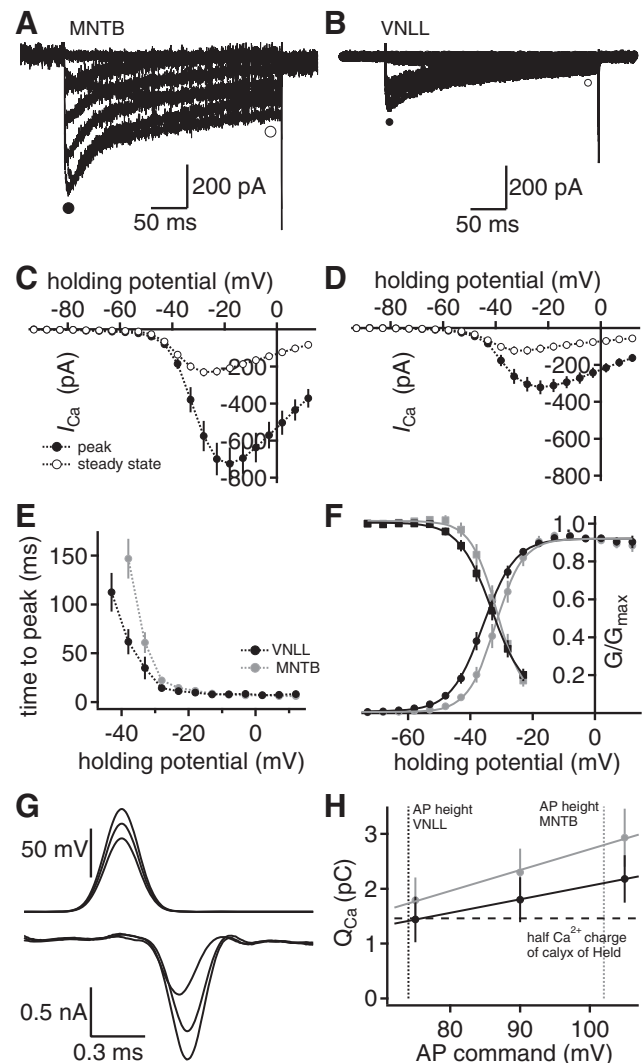 A MNTB
200 pA
50 ms
B VNLL
200 pA
50 ms
C
holding potential (mV)
-80 -60 -40 -20 0
I_Ca (pA)
-200
-400
-600
-800
peak
steady state
D
holding potential (mV)
-80 -60 -40 -20 0
I_Ca (pA)
-200
-400
-600
-800
E
time to peak (ms)
150
100
50
0
VNLL
MNTB
-40 -20 0
holding potential (mV)
F
1.0
0.8
0.6
0.4
0.2
G/G_max
-60 -40 -20 0
holding potential (mV)
G
50 mV
0.5 nA
0.3 ms
H
Q_Ca (pC)
3
2
1
0
AP height
VNLL
AP height
MNTB
half Ca²⁺ charge
of calyx of Held
80 90 100
AP command (mV)